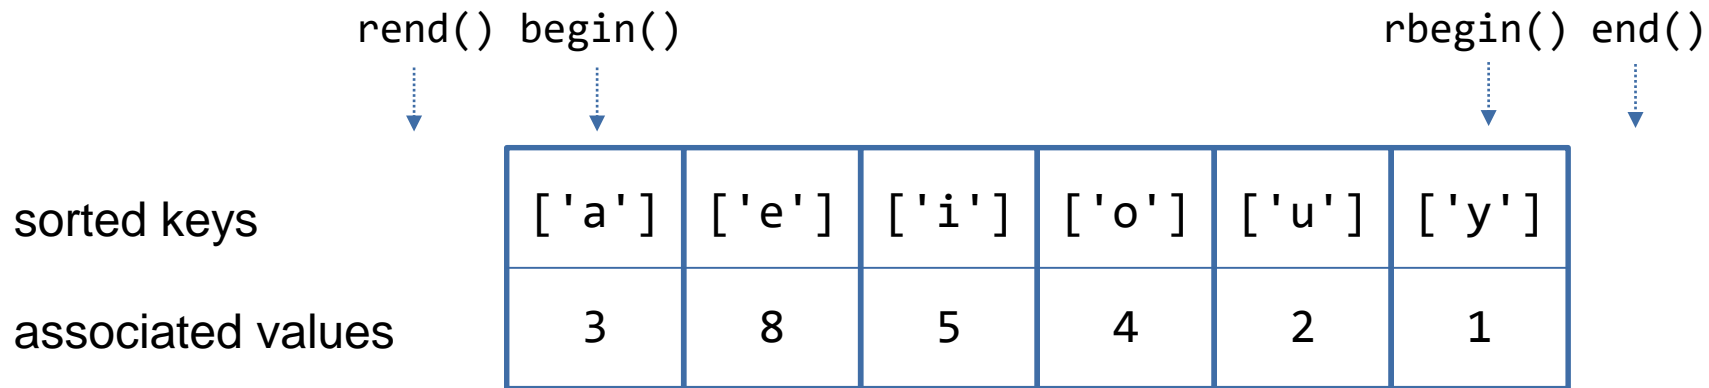 rend() begin() rbegin() end()
sorted keys ['a'] ['e'] ['i'] ['o'] ['u'] ['y']
associated values 3 8 5 4 2 1